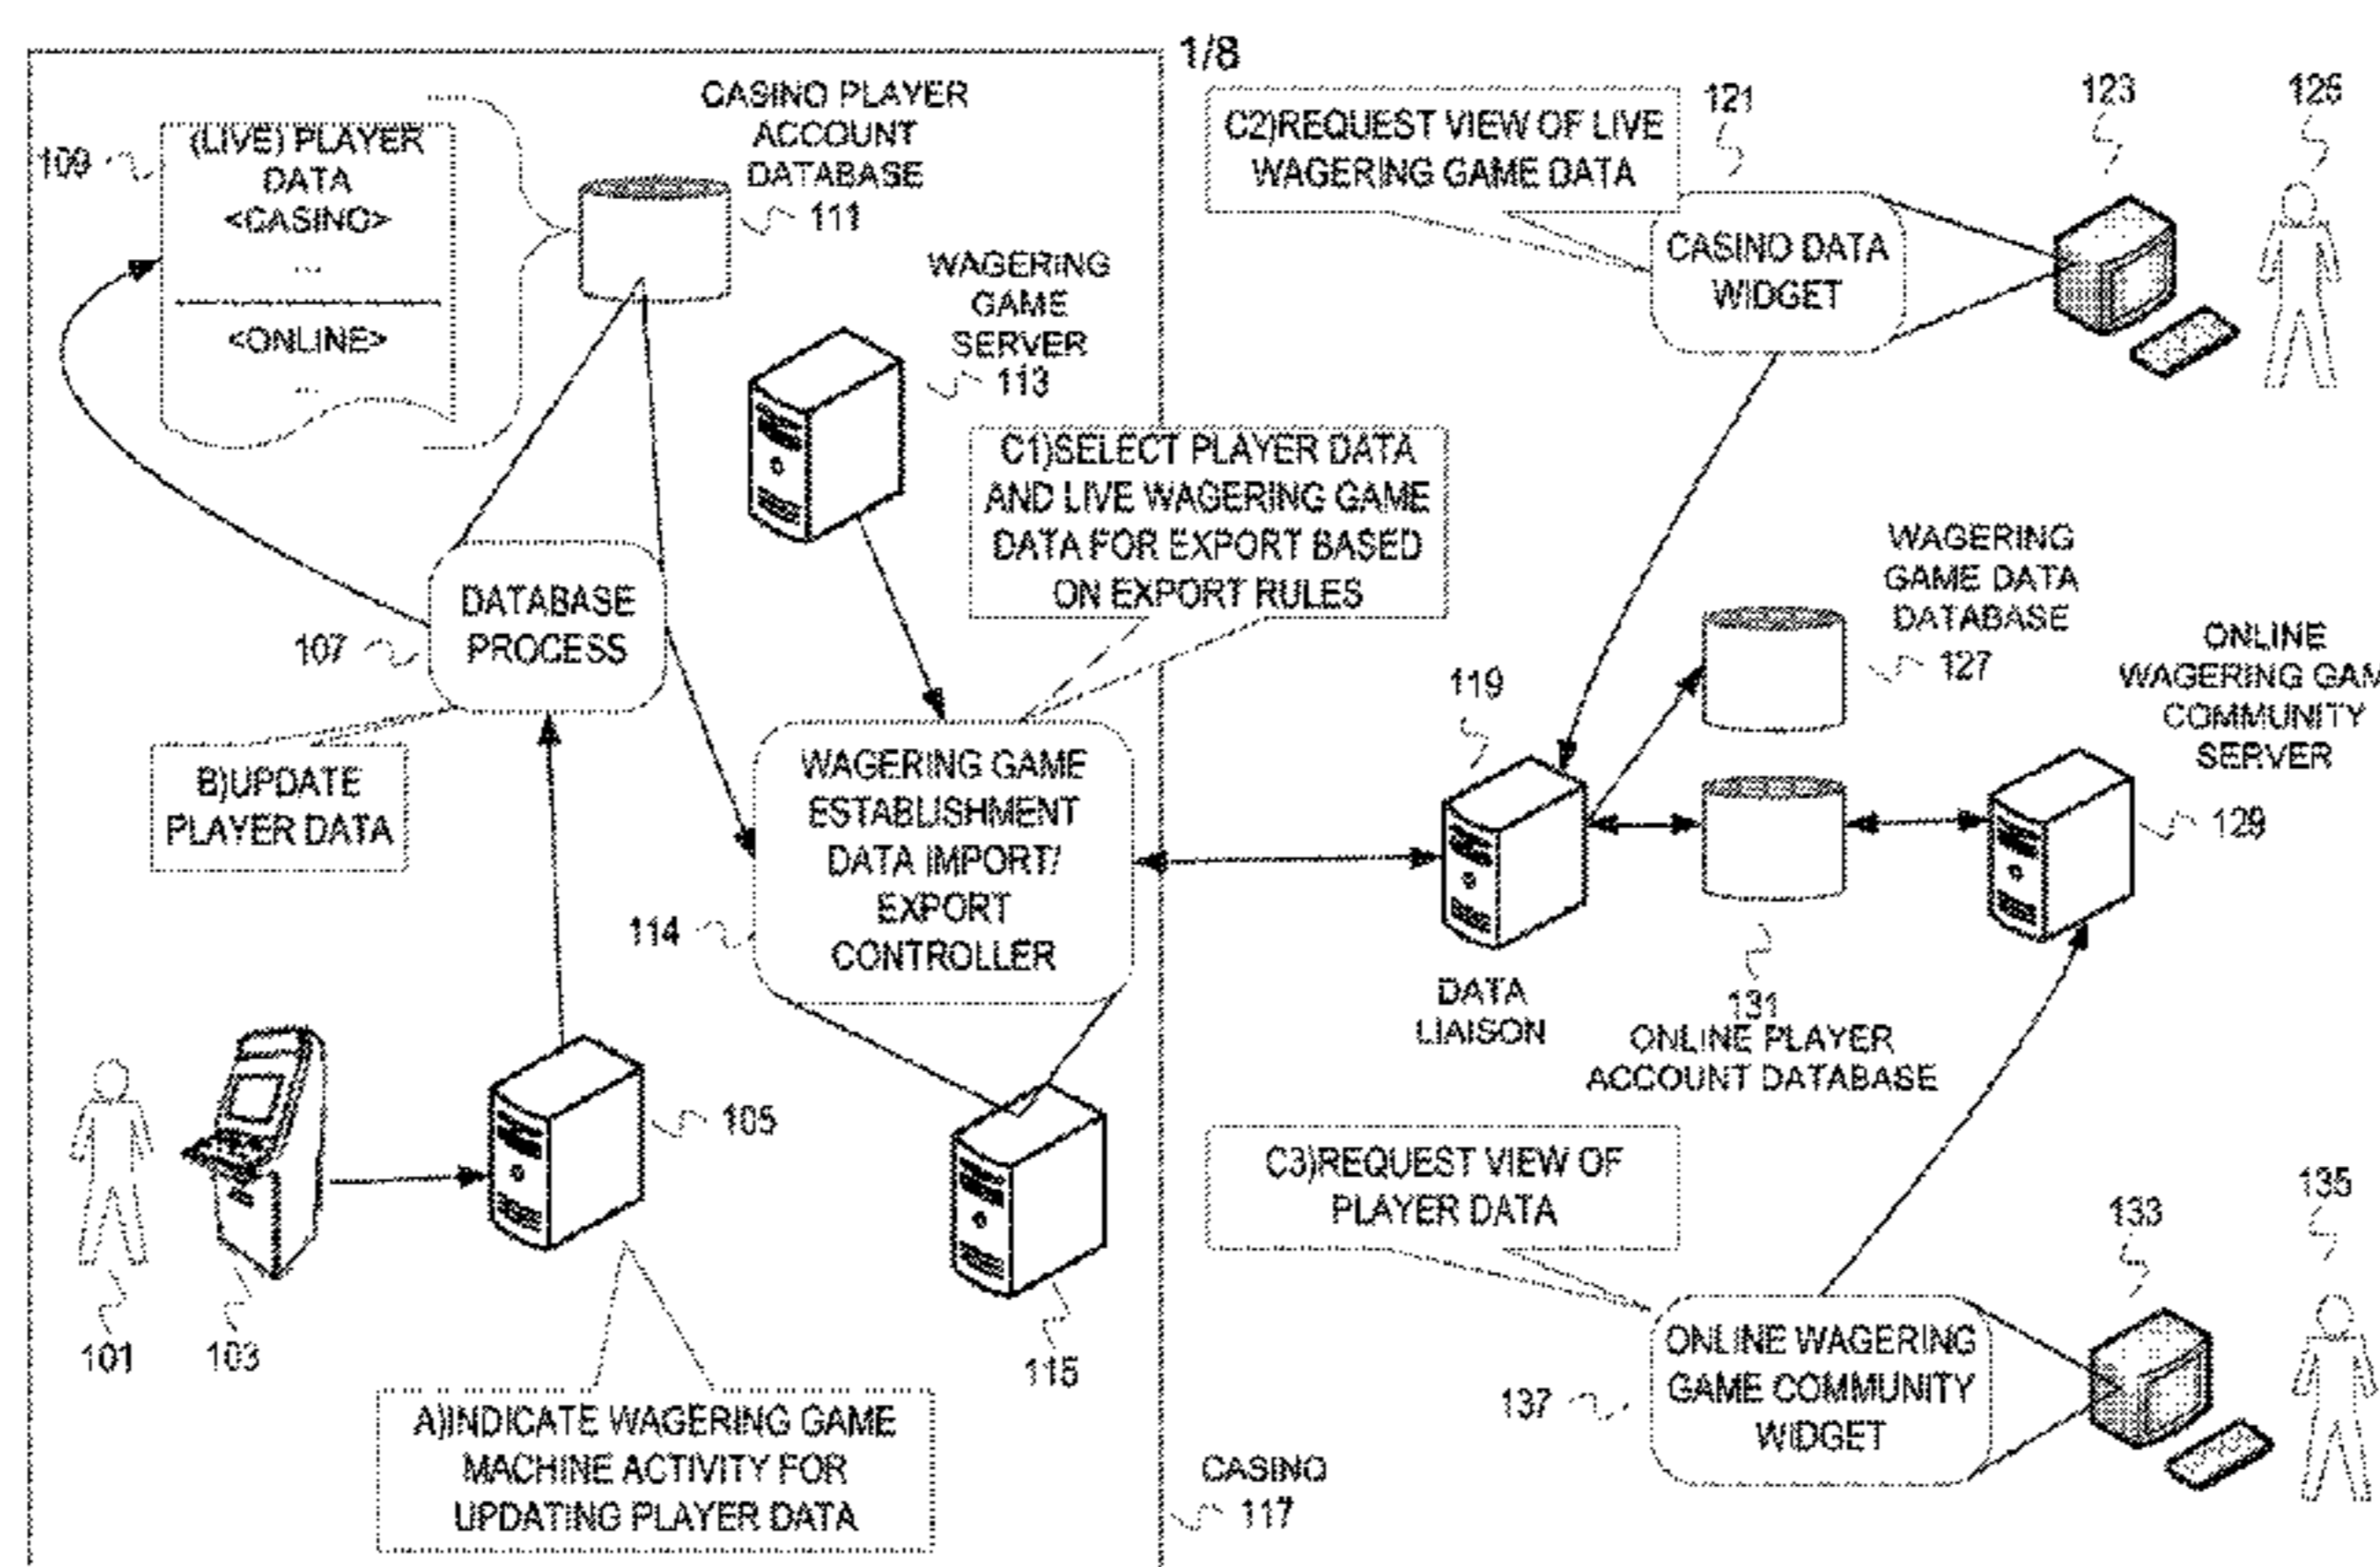 1/8
(LIVE) PLAYER
DATA
<CASINO>
...
<ONLINE>
...
109
CASINO PLAYER
ACCOUNT
DATABASE
111
WAGERING
GAME
SERVER
113
C1)SELECT PLAYER DATA
AND LIVE WAGERING GAME
DATA FOR EXPORT BASED
ON EXPORT RULES
DATABASE
PROCESS
107
B)UPDATE
PLAYER DATA
WAGERING GAME
ESTABLISHMENT
DATA IMPORT/
EXPORT
CONTROLLER
114
101
103
105
115
A)INDICATE WAGERING GAME
MACHINE ACTIVITY FOR
UPDATING PLAYER DATA
CASINO
117
C2)REQUEST VIEW OF LIVE
WAGERING GAME DATA
121
CASINO DATA
WIDGET
123
125
WAGERING
GAME DATA
DATABASE
127
119
DATA
LIAISON
ONLINE
WAGERING GAM
COMMUNITY
SERVER
129
131
ONLINE PLAYER
ACCOUNT DATABASE
C3)REQUEST VIEW OF
PLAYER DATA
133
135
ONLINE WAGERING
GAME COMMUNITY
WIDGET
137